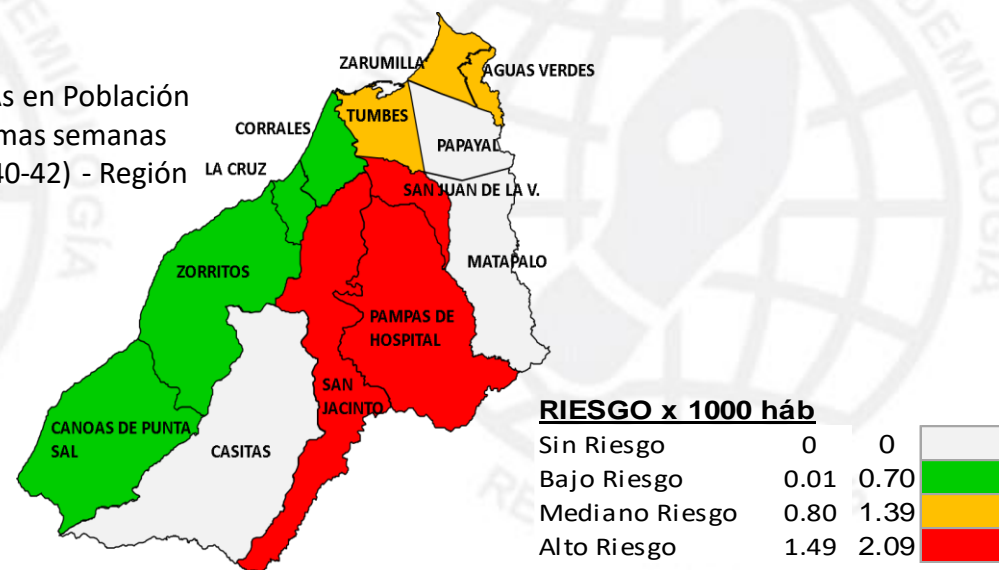 ZARUMILLA
AGUAS VERDES
en Población
TUMBES
mas semanas
CORRALES
PAPAYAL
40-42) - Región
LA CRUZ
SAN JUAN DE LA V.
MATAPALO
ZORRITOS
PAMPAS DE
HOSPITAL
SAN
JACINTO
CANOAS DE PUNTA
SAL
CASITAS
RIESGO x 1000 háb
Sin Riesgo 0 0
Bajo Riesgo 0.01 0.70
Mediano Riesgo 0.80 1.39
Alto Riesgo 1.49 2.09